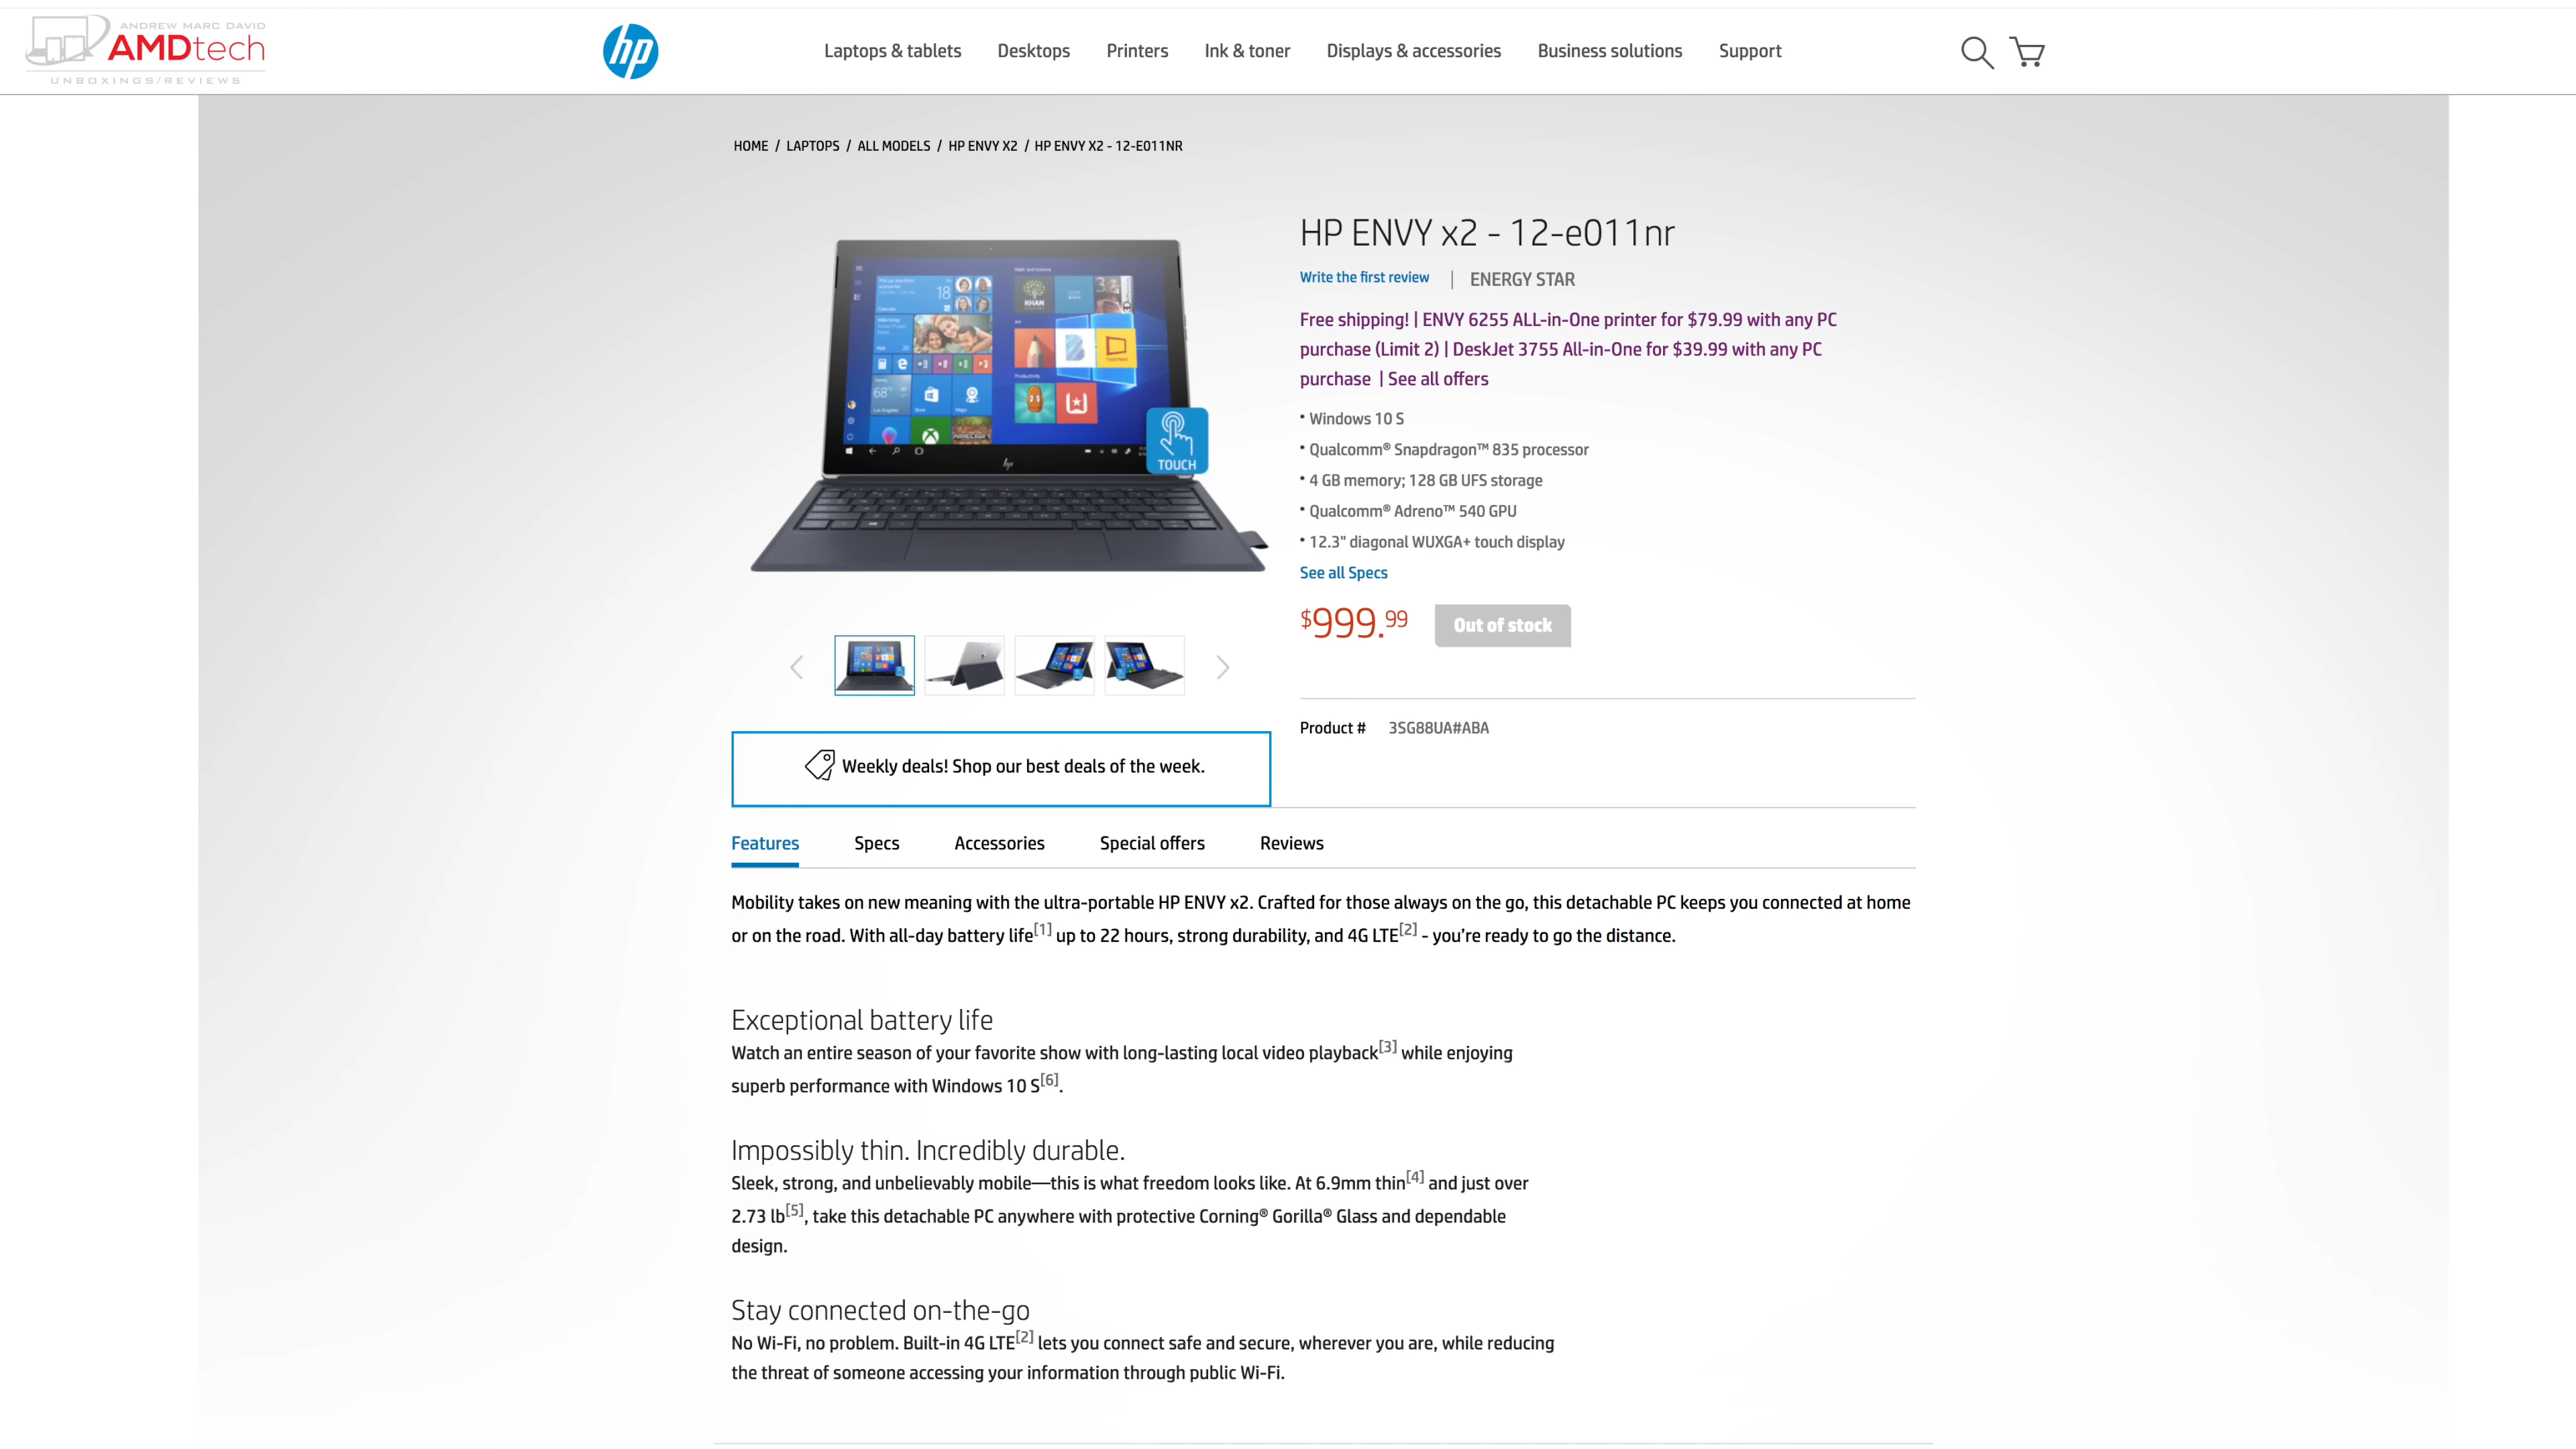 ANDREW MARC DAVID
AMDtech
UNBOXINGS/REVIEWS
hp
Laptops & tablets
Desktops
Printers
Ink & toner
Displays & accessories
Business solutions
Support
HOME / LAPTOPS / ALL MODELS / HP ENVY X2 / HP ENVY X2 - 12-E011NR
HP ENVY x2 - 12-e011nr
Write the first review | ENERGY STAR
Free shipping! | ENVY 6255 ALL-in-One printer for $79.99 with any PC
purchase (Limit 2) | DeskJet 3755 All-in-One for $39.99 with any PC
purchase | See all offers
• Windows 10 S
• Qualcomm® Snapdragon™ 835 processor
• 4 GB memory; 128 GB UFS storage
• Qualcomm® Adreno™ 540 GPU
• 12.3" diagonal WUXGA+ touch display
See all Specs
$999.99
Out of stock
Product # 3SG88UA#ABA
Math and Science
18
KHAN
Productivity
68°
Store
Maps
hp
TOUCH
Weekly deals! Shop our best deals of the week.
Features
Specs
Accessories
Special offers
Reviews
Mobility takes on new meaning with the ultra-portable HP ENVY x2. Crafted for those always on the go, this detachable PC keeps you connected at home
or on the road. With all-day battery life[1] up to 22 hours, strong durability, and 4G LTE[2] - you're ready to go the distance.
Exceptional battery life
Watch an entire season of your favorite show with long-lasting local video playback[3] while enjoying
superb performance with Windows 10 S[6].
Impossibly thin. Incredibly durable.
Sleek, strong, and unbelievably mobile—this is what freedom looks like. At 6.9mm thin[4] and just over
2.73 lb[5], take this detachable PC anywhere with protective Corning® Gorilla® Glass and dependable
design.
Stay connected on-the-go
No Wi-Fi, no problem. Built-in 4G LTE[2] lets you connect safe and secure, wherever you are, while reducing
the threat of someone accessing your information through public Wi-Fi.